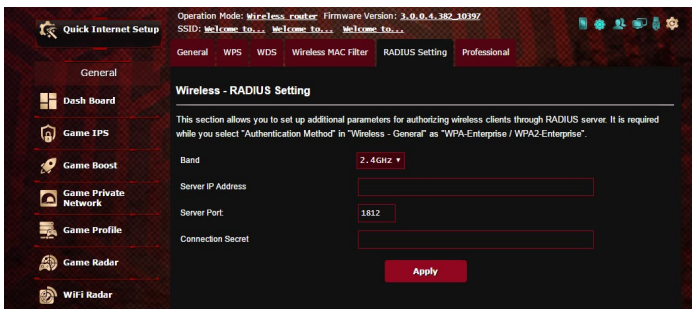 Quick Internet Setup
General
Dash Board
Game IPS
Game Boost
Game Private
Network
Game Profile
Game Radar
WiFi Radar
Operation Mode: Wireless router Firmware Version: 3.0.0.4.382_10397
SSID: Welcome to... Welcome to... Welcome to...
General WPS WDS Wireless MAC Filter RADIUS Setting Professional
Wireless - RADIUS Setting
This section allows you to set up additional parameters for authorizing wireless clients through RADIUS server. It is required
while you select "Authentication Method" in "Wireless - General" as "WPA-Enterprise / WPA2-Enterprise".
Band 2.4GHz
Server IP Address
Server Port: 1812
Connection Secret
Apply